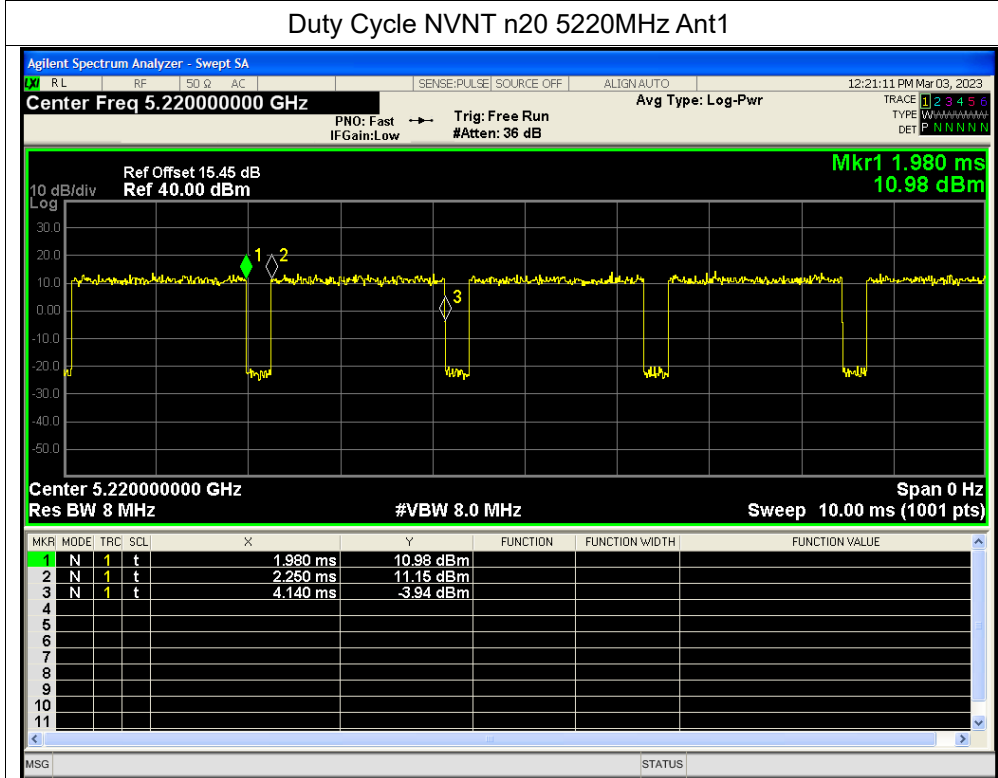 Duty Cycle NVNT n20 5220MHz Ant1
Agilent Spectrum Analyzer - Swept SA
LXI RL RF 50 Ω AC SENSE:PULSE SOURCE OFF ALIGN AUTO 12:21:11 PM Mar 03, 2023
Center Freq 5.220000000 GHz Avg Type: Log-Pwr TRACE 1 2 3 4 5 6
PNO: Fast Trig: Free Run TYPE WWWWWW
IFGain:Low #Atten: 36 dB DET P N N N N N
Mkr1 1.980 ms
Ref Offset 15.45 dB
10 dB/div Ref 40.00 dBm 10.98 dBm
Log
30.0
20.0
1 2
10.0
3
0.00
-10.0
-20.0
-30.0
-40.0
-50.0
Center 5.220000000 GHz Span 0 Hz
Res BW 8 MHz #VBW 8.0 MHz Sweep 10.00 ms (1001 pts)
MKR MODE TRC SCL X Y FUNCTION FUNCTION WIDTH FUNCTION VALUE
1 N 1 t 1.980 ms 10.98 dBm
2 N 1 t 2.250 ms 11.15 dBm
3 N 1 t 4.140 ms -3.94 dBm
4
5
6
7
8
9
10
11
MSG STATUS